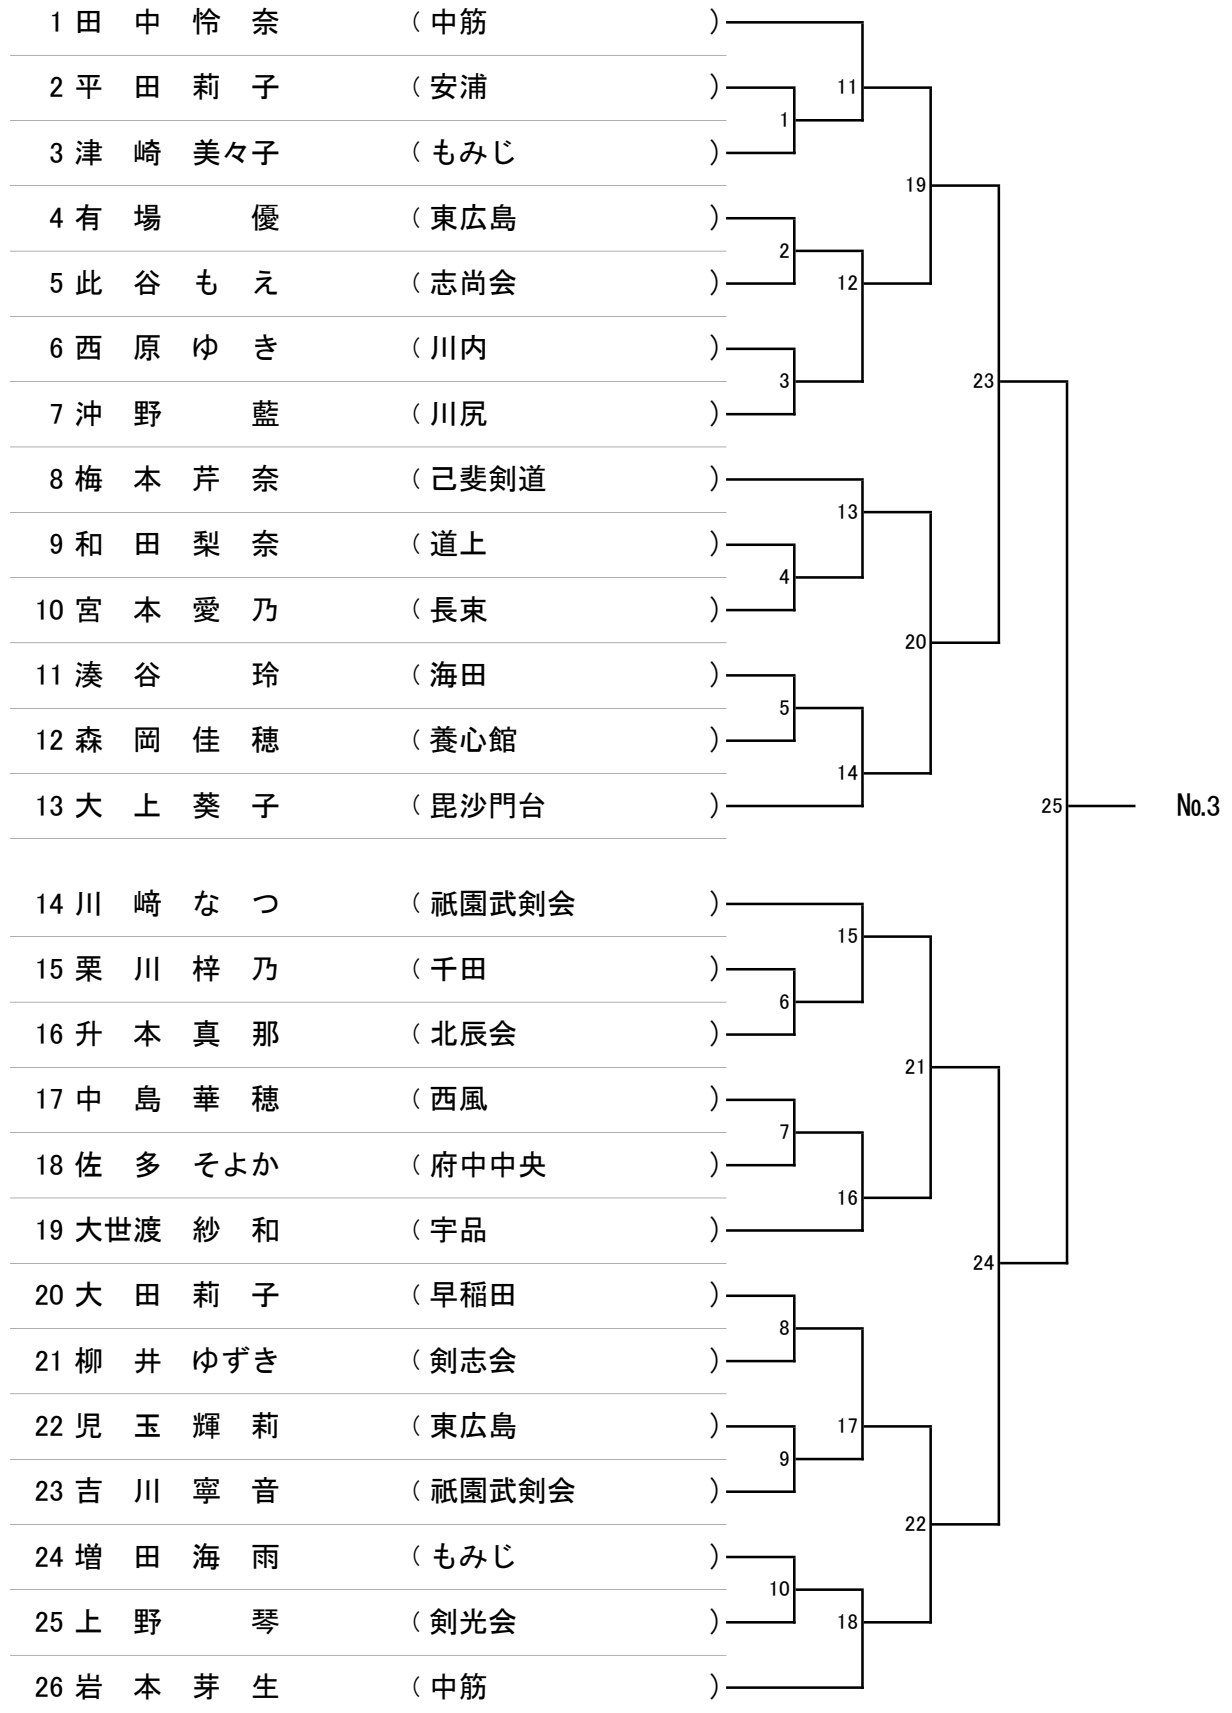 1 田 中 怜 奈 ( 中筋 )
2 平 田 莉 子 ( 安浦 ) 11
1
3 津 崎 美々子 ( もみじ )
19
4 有 場 優 ( 東広島 )
2
5 此 谷 も え ( 志尚会 ) 12
6 西 原 ゆ き ( 川内 )
3 23
7 沖 野 藍 ( 川尻 )
8 梅 本 芹 奈 ( 己斐剣道 )
13
9 和 田 梨 奈 ( 道上 )
4
10 宮 本 愛 乃 ( 長束 )
20
11 湊 谷 玲 ( 海田 )
5
12 森 岡 佳 穂 ( 養心館 )
14
13 大 上 葵 子 ( 毘沙門台 ) 25 №3
14 川 﨑 な つ ( 祇園武剣会 )
15
15 栗 川 梓 乃 ( 千田 )
6
16 升 本 真 那 ( 北辰会 )
21
17 中 島 華 穂 ( 西風 )
7
18 佐 多 そよか ( 府中中央 )
16
19 大世渡 紗 和 ( 宇品 )
24
20 大 田 莉 子 ( 早稲田 )
8
21 柳 井 ゆずき ( 剣志会 )
22 児 玉 輝 莉 ( 東広島 ) 17
9
23 吉 川 寧 音 ( 祇園武剣会 )
22
24 増 田 海 雨 ( もみじ )
10
25 上 野 琴 ( 剣光会 ) 18
26 岩 本 芽 生 ( 中筋 )